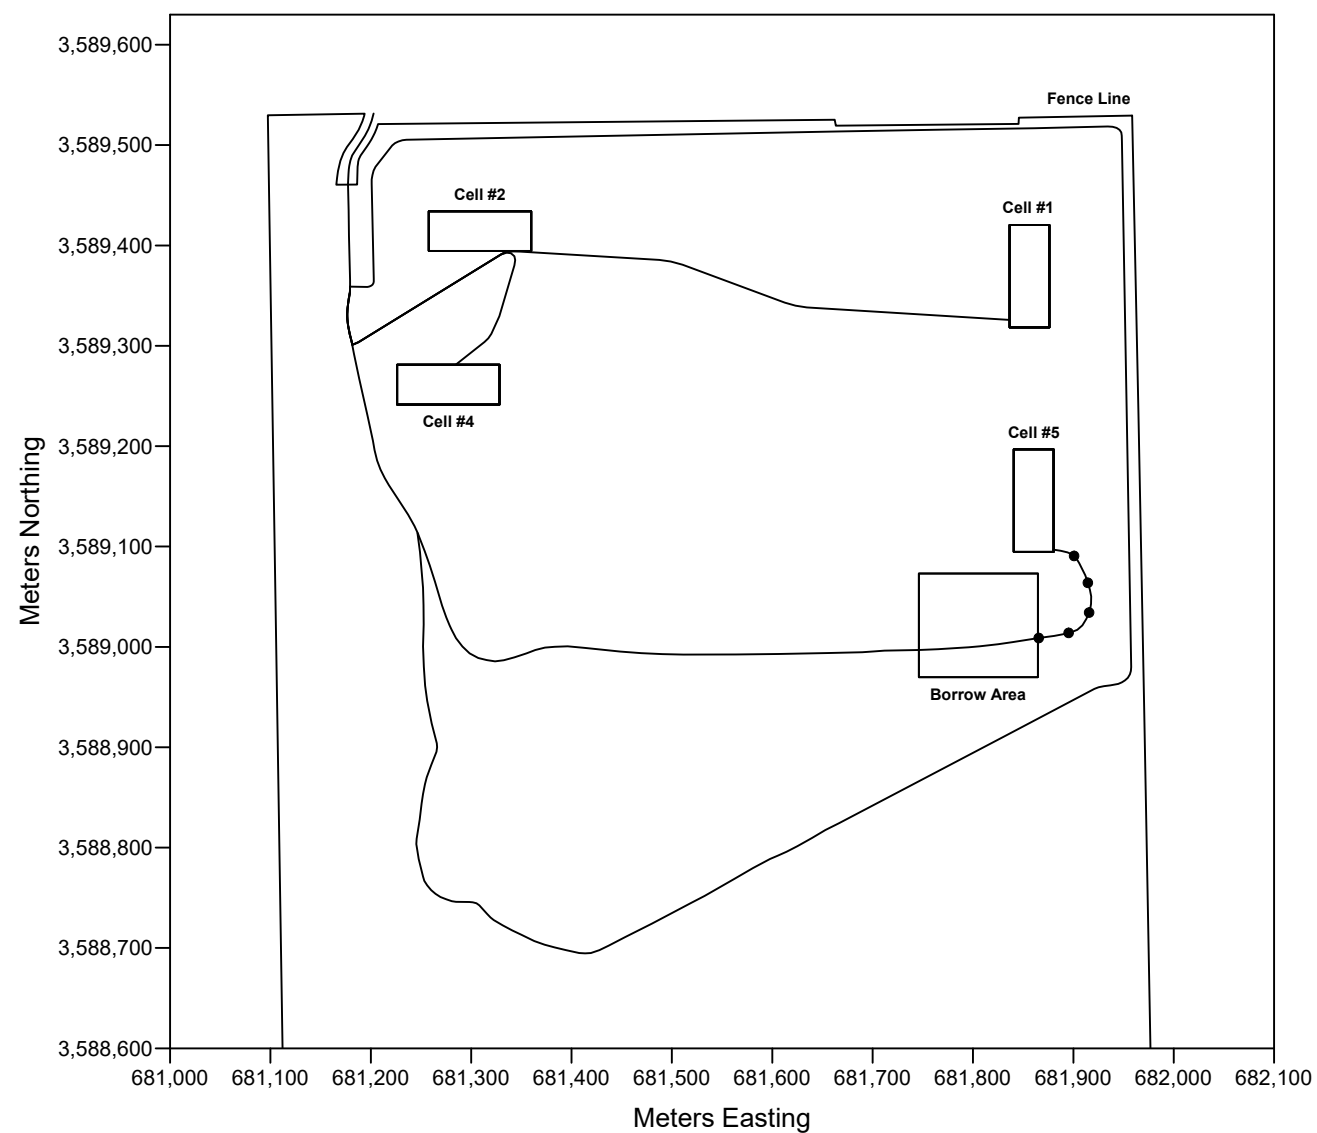 3,589,600
Fence Line
3,589,500
Cell #2
Cell #1
3,589,400
3,589,300
Cell #4
Cell #5
3,589,200
3,589,100
Meters Northing
3,589,000
Borrow Area
3,588,900
3,588,800
3,588,700
3,588,600
681,000 681,100 681,200 681,300 681,400 681,500 681,600 681,700 681,800 681,900 682,000 682,100
Meters Easting